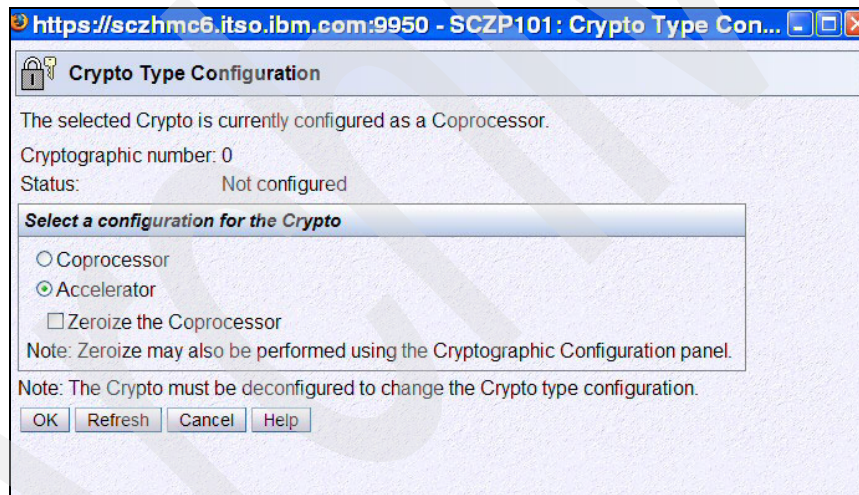 https://sczhmc6.itso.ibm.com:9950 - SCZP101: Crypto Type Con...
Crypto Type Configuration
The selected Crypto is currently configured as a Coprocessor.
Cryptographic number: 0
Status: Not configured
Select a configuration for the Crypto
Coprocessor
Accelerator
Zeroize the Coprocessor
Note: Zeroize may also be performed using the Cryptographic Configuration panel.
Note: The Crypto must be deconfigured to change the Crypto type configuration.
OK Refresh Cancel Help